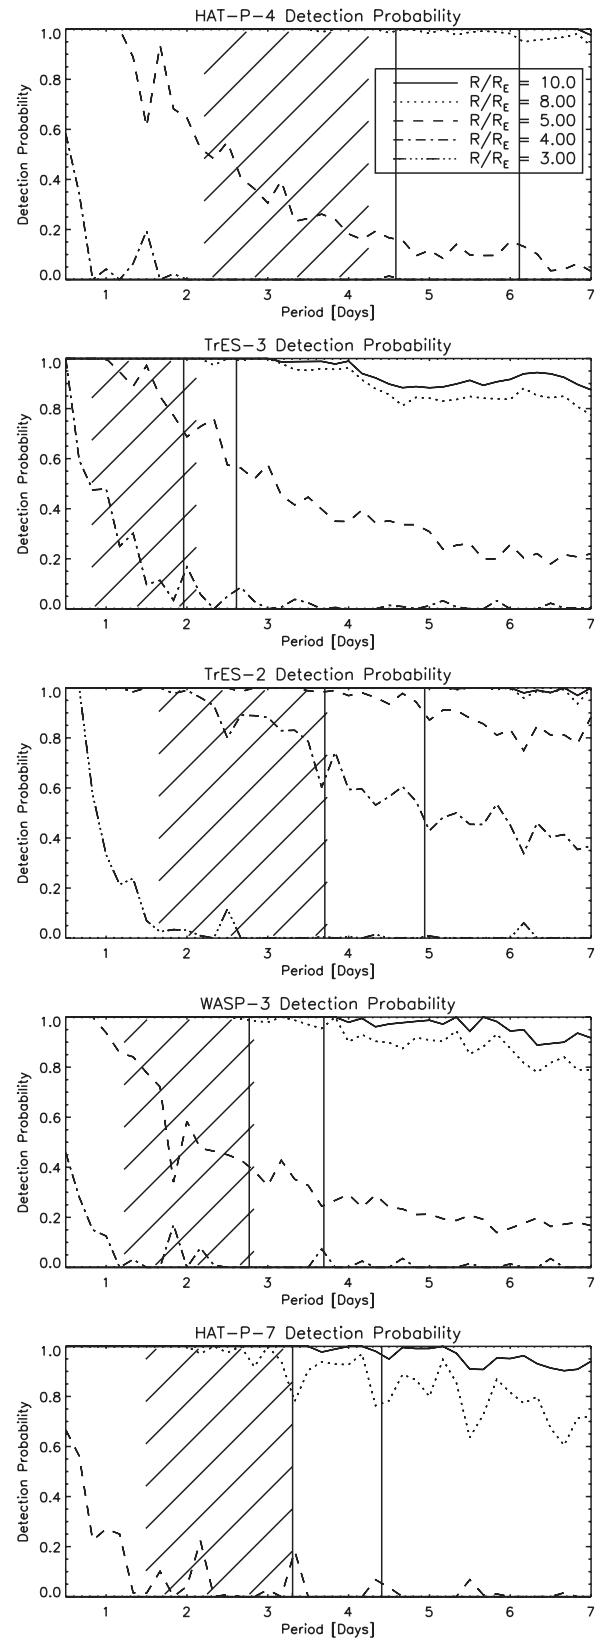 HAT-P-4 Detection Probability
1.0
0.8
0.6
0.4
0.2
0.0
Detection Probability
R/R_E = 10.0
R/R_E = 8.00
R/R_E = 5.00
R/R_E = 4.00
R/R_E = 3.00
1 2 3 4 5 6 7
Period [Days]
TrES-3 Detection Probability
1.0
0.8
0.6
0.4
0.2
0.0
Detection Probability
1 2 3 4 5 6 7
Period [Days]
TrES-2 Detection Probability
1.0
0.8
0.6
0.4
0.2
0.0
Detection Probability
1 2 3 4 5 6 7
Period [Days]
WASP-3 Detection Probability
1.0
0.8
0.6
0.4
0.2
0.0
Detection Probability
1 2 3 4 5 6 7
Period [Days]
HAT-P-7 Detection Probability
1.0
0.8
0.6
0.4
0.2
0.0
Detection Probability
1 2 3 4 5 6 7
Period [Days]